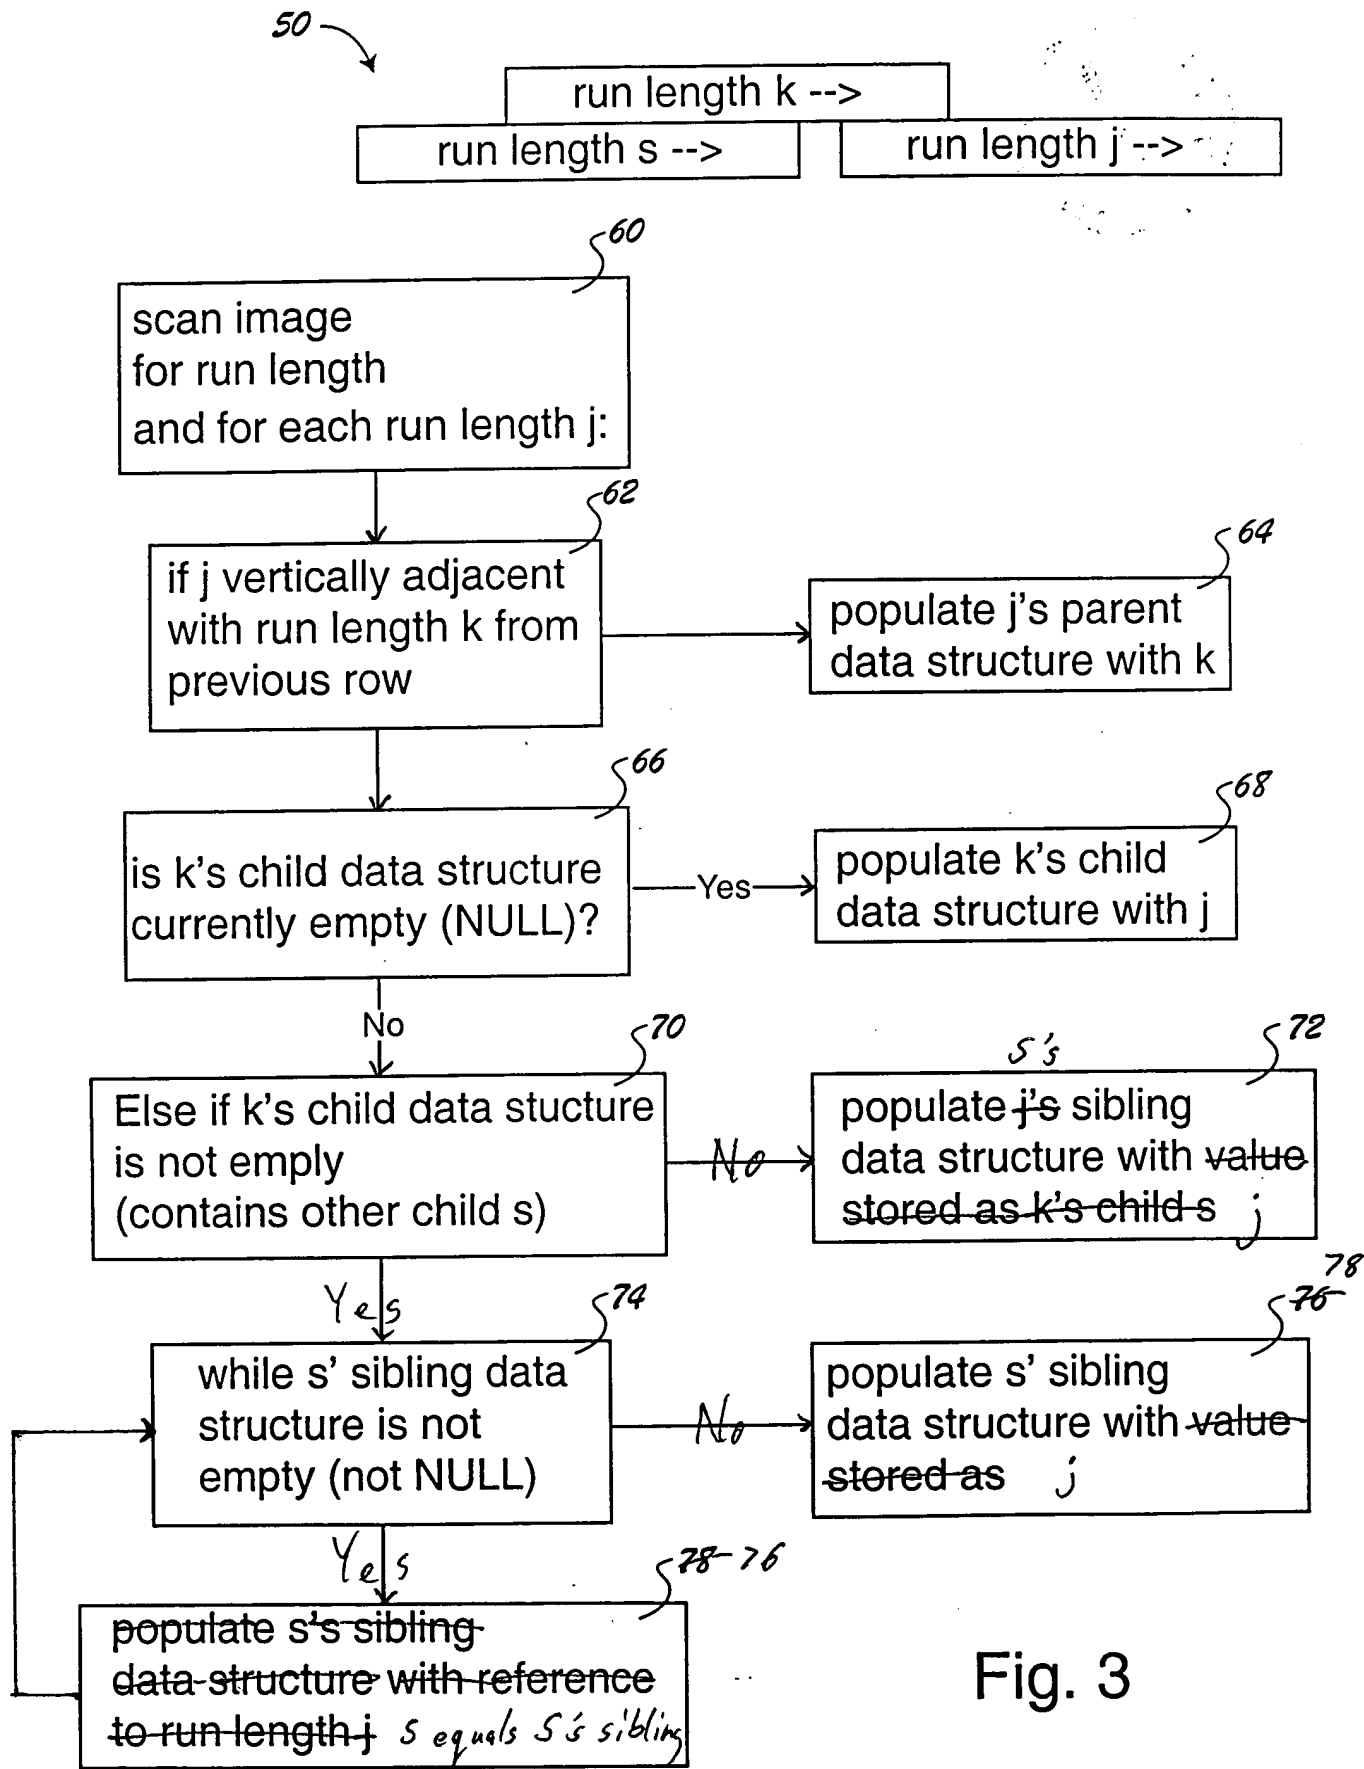 50
run length k -->
run length s -->
run length j -->
60
scan image
for run length
and for each run length j:
62
if j vertically adjacent
with run length k from
previous row
64
populate j's parent
data structure with k
66
is k's child data structure
currently empty (NULL)?
Yes
68
populate k's child
data structure with j
No
70
Else if k's child data stucture
is not emply
(contains other child s)
No
72
s's
populate j's sibling
data structure with value
stored as k's child s j
Yes
74
while s' sibling data
structure is not
empty (not NULL)
No
78
76
populate s' sibling
data structure with value
stored as j
Yes
78 76
populate s's sibling
data structure with reference
to run length j s equals s's sibling
Fig. 3